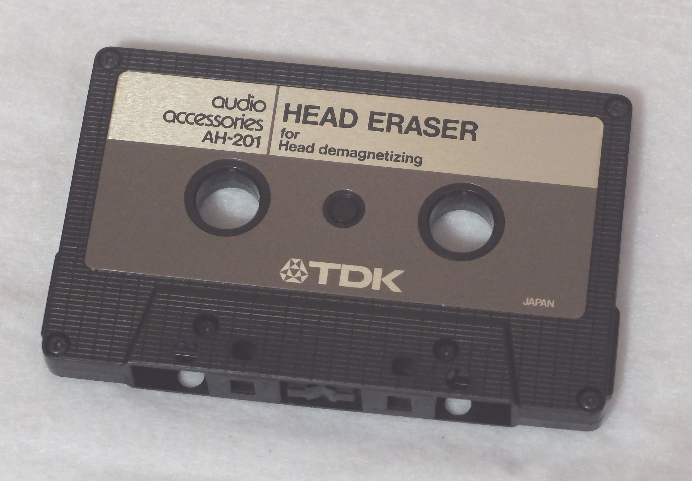 audio
accessories
AH-201
HEAD ERASER
for
Head demagnetizing
TDK
JAPAN